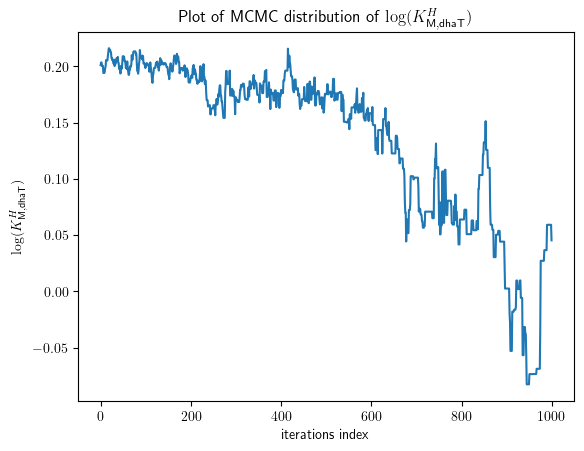 Plot of MCMC distribution of log(K^H_{M,dhaT})
log(K^H_{M,dhaT})
0.20
0.15
0.10
0.05
0.00
−0.05
0 200 400 600 800 1000
iterations index